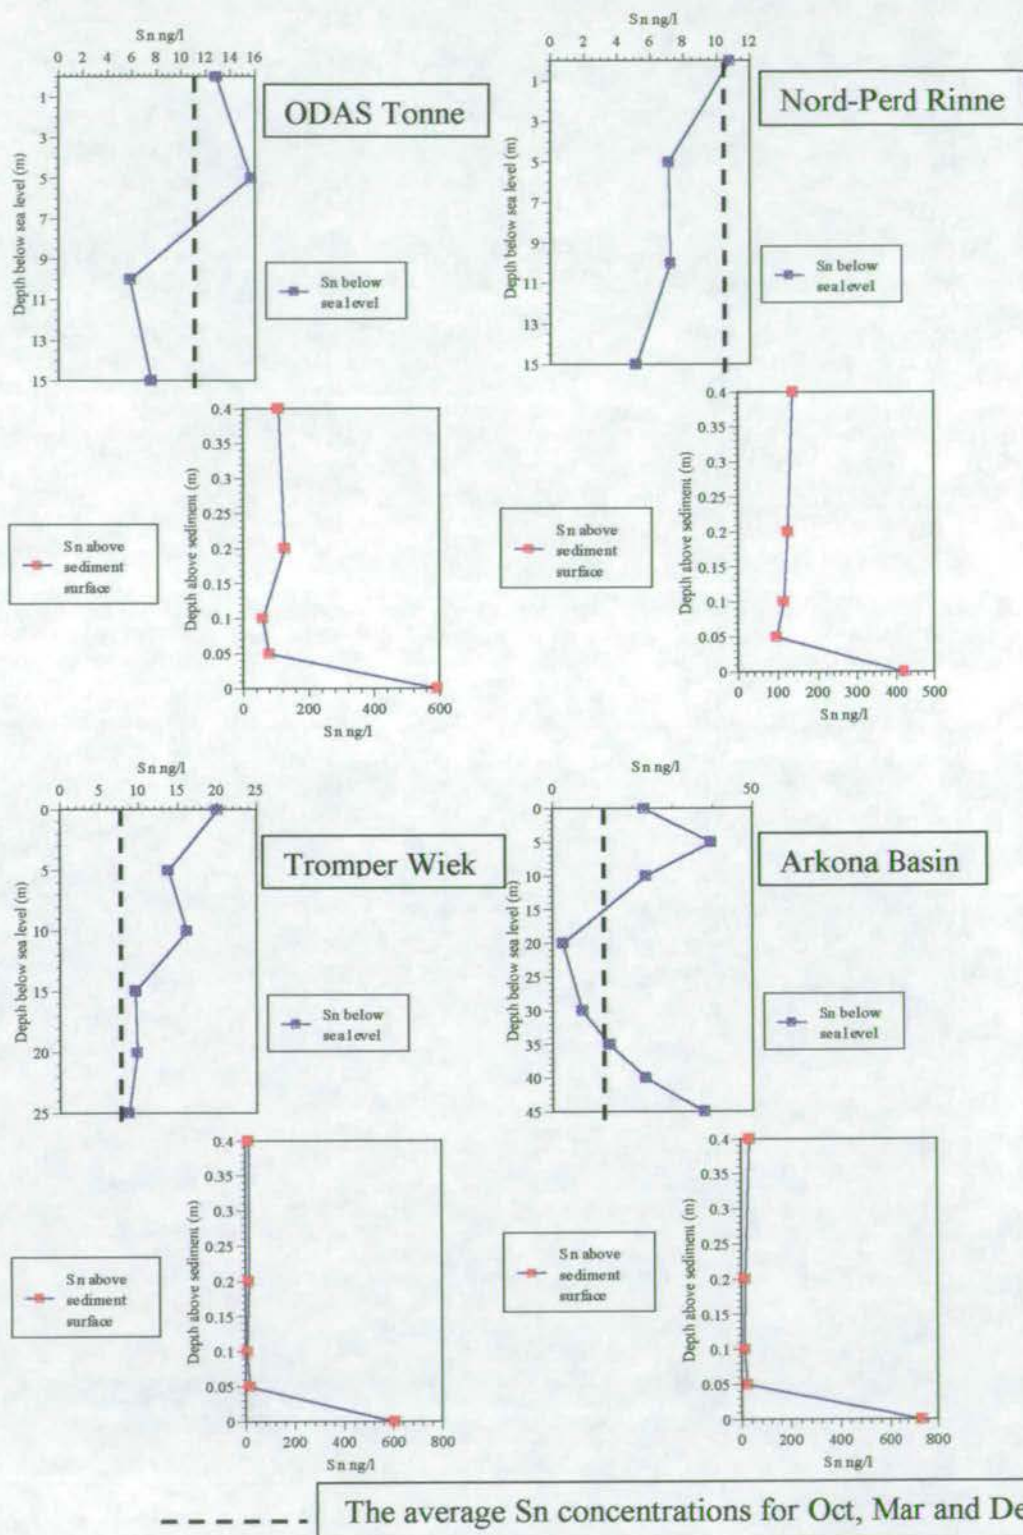 Sn ng/l
0 2 4 6 8 10 12 14 16
ODAS Tonne
Depth below sea level (m)
1
3
5
7
9
11
13
15
Sn below
sea level
Sn ng/l
0 2 4 6 8 10 12
Nord-Perd Rinne
Depth below sea level (m)
1
3
5
7
9
11
13
15
Sn below
sea level
Sn above
sediment
surface
Depth above sediment (m)
0.4
0.35
0.3
0.25
0.2
0.15
0.1
0.05
0
0 200 400 600
Sn ng/l
Sn above
sediment
surface
Depth above sediment (m)
0.4
0.35
0.3
0.25
0.2
0.15
0.1
0.05
0
0 100 200 300 400 500
Sn ng/l
Sn ng/l
0 5 10 15 20 25
Tromper Wiek
Depth below sea level (m)
0
5
10
15
20
25
Sn below
sea level
Sn ng/l
0 50
Arkona Basin
Depth below sea level (m)
0
5
10
15
20
25
30
35
40
45
Sn below
sea level
Sn above
sediment
surface
Depth above sediment (m)
0.4
0.35
0.3
0.25
0.2
0.15
0.1
0.05
0
0 200 400 600 800
Sn ng/l
Sn above
sediment
surface
Depth above sediment (m)
0.4
0.35
0.3
0.25
0.2
0.15
0.1
0.05
0
0 200 400 600 800
Sn ng/l
The average Sn concentrations for Oct, Mar and De